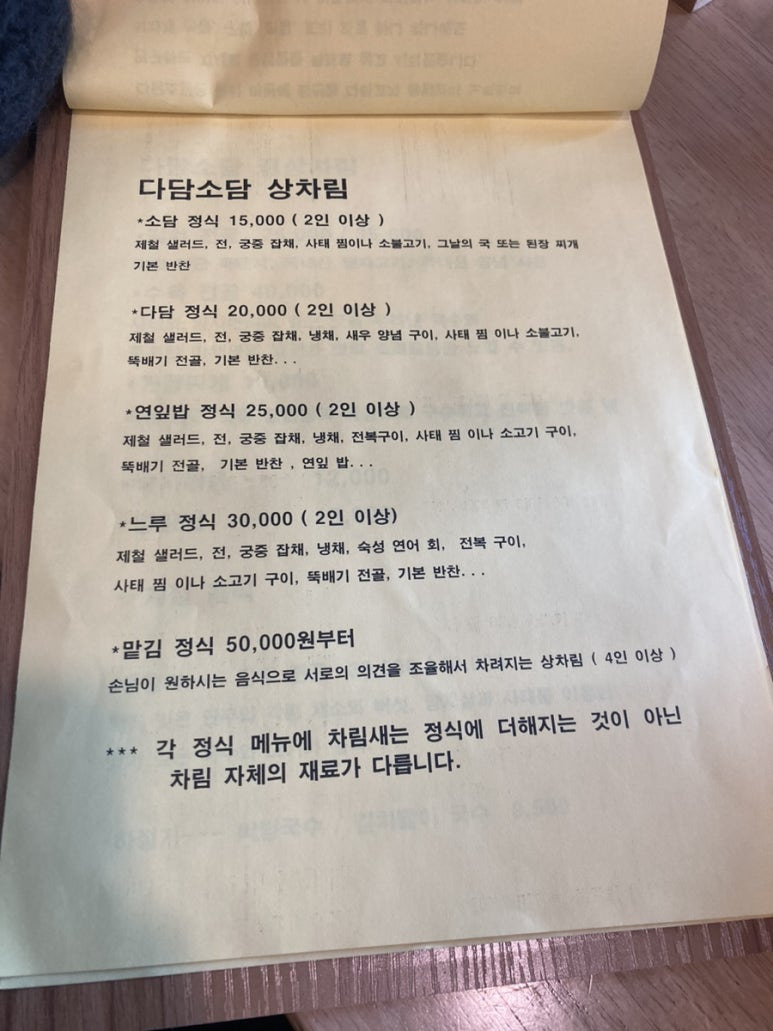 다담소담 상차림
*소담 정식 15,000 ( 2인 이상 )
제철 샐러드, 전, 궁중 잡채, 사태 찜이나 소불고기, 그날의 국 또는 된장 찌개
기본 반찬
*다담 정식 20,000 ( 2인 이상 )
제철 샐러드, 전, 궁중 잡채, 냉채, 새우 양념 구이, 사태 찜 이나 소불고기,
뚝배기 전골, 기본 반찬...
*연잎밥 정식 25,000 ( 2인 이상 )
제철 샐러드, 전, 궁중 잡채, 냉채, 전복구이, 사태 찜 이나 소고기 구이,
뚝배기 전골, 기본 반찬 , 연잎 밥...
*느루 정식 30,000 ( 2인 이상)
제철 샐러드, 전, 궁중 잡채, 냉채, 숙성 연어 회, 전복 구이,
사태 찜 이나 소고기 구이, 뚝배기 전골, 기본 반찬...
*맡김 정식 50,000원부터
손님이 원하시는 음식으로 서로의 의견을 조율해서 차려지는 상차림 ( 4인 이상 )
*** 각 정식 메뉴에 차림새는 정식에 더해지는 것이 아닌
차림 자체의 재료가 다릅니다.